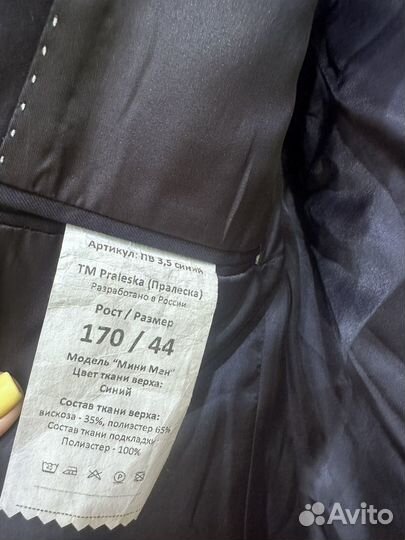 Артикул: ПВ 3,5 синий
TM Praleska (Пралеска)
Разработано в России
Рост / Размер
170 / 44
Модель "Мини Мен"
Цвет ткани верха:
Синий
Состав ткани верха:
вискоза - 35%, полиэстер 65%
Состав ткани подкладки
Полиэстер - 100%
Avito